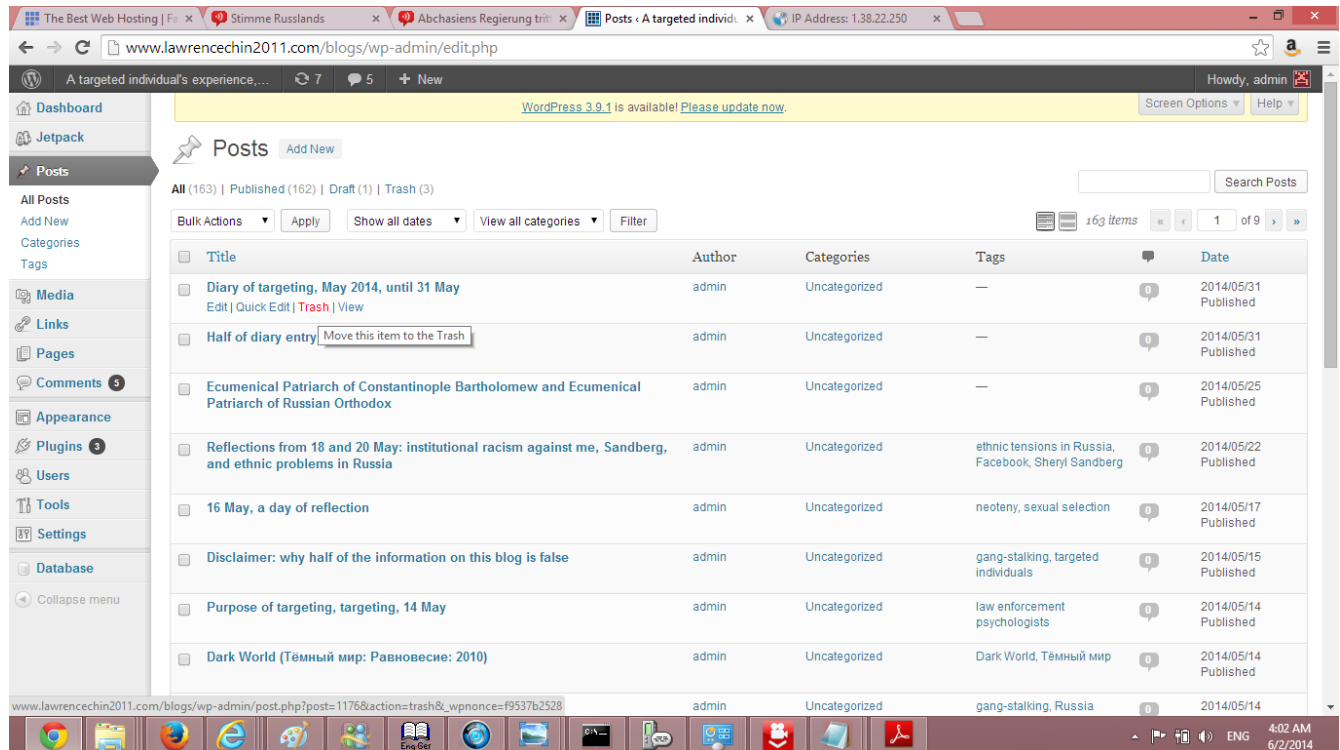 The Best Web Hosting | Fa
Stimme Russlands
Abchasiens Regierung tritt
Posts ‹ A targeted individu
IP Address: 1.38.22.250
www.lawrencechin2011.com/blogs/wp-admin/edit.php
A targeted individual's experience,... 7 5 + New
Howdy, admin
Dashboard
Jetpack
Posts
All Posts
Add New
Categories
Tags
Media
Links
Pages
Comments 5
Appearance
Plugins 3
Users
Tools
Settings
Database
Collapse menu
WordPress 3.9.1 is available! Please update now.
Screen Options Help
Posts Add New
All (163) | Published (162) | Draft (1) | Trash (3)
Search Posts
Bulk Actions Apply Show all dates View all categories Filter
163 items « ‹ 1 of 9 › »
Title Author Categories Tags Date
Diary of targeting, May 2014, until 31 May admin Uncategorized — 0 2014/05/31
Edit | Quick Edit | Trash | View Published
Move this item to the Trash
Half of diary entry admin Uncategorized — 0 2014/05/31
Published
Ecumenical Patriarch of Constantinople Bartholomew and Ecumenical admin Uncategorized — 0 2014/05/25
Patriarch of Russian Orthodox Published
Reflections from 18 and 20 May: institutional racism against me, Sandberg, admin Uncategorized ethnic tensions in Russia, 0 2014/05/22
and ethnic problems in Russia Facebook, Sheryl Sandberg Published
16 May, a day of reflection admin Uncategorized neoteny, sexual selection 0 2014/05/17
Published
Disclaimer: why half of the information on this blog is false admin Uncategorized gang-stalking, targeted 0 2014/05/15
individuals Published
Purpose of targeting, targeting, 14 May admin Uncategorized law enforcement 0 2014/05/14
psychologists Published
Dark World (Тёмный мир: Равновесие: 2010) admin Uncategorized Dark World, Тёмный мир 0 2014/05/14
Published
admin Uncategorized gang-stalking, Russia 0 2014/05/14
www.lawrencechin2011.com/blogs/wp-admin/post.php?post=1176&action=trash&_wpnonce=f9537b2528
Eng Ger
C:\
ENG
4:02 AM
6/2/2014